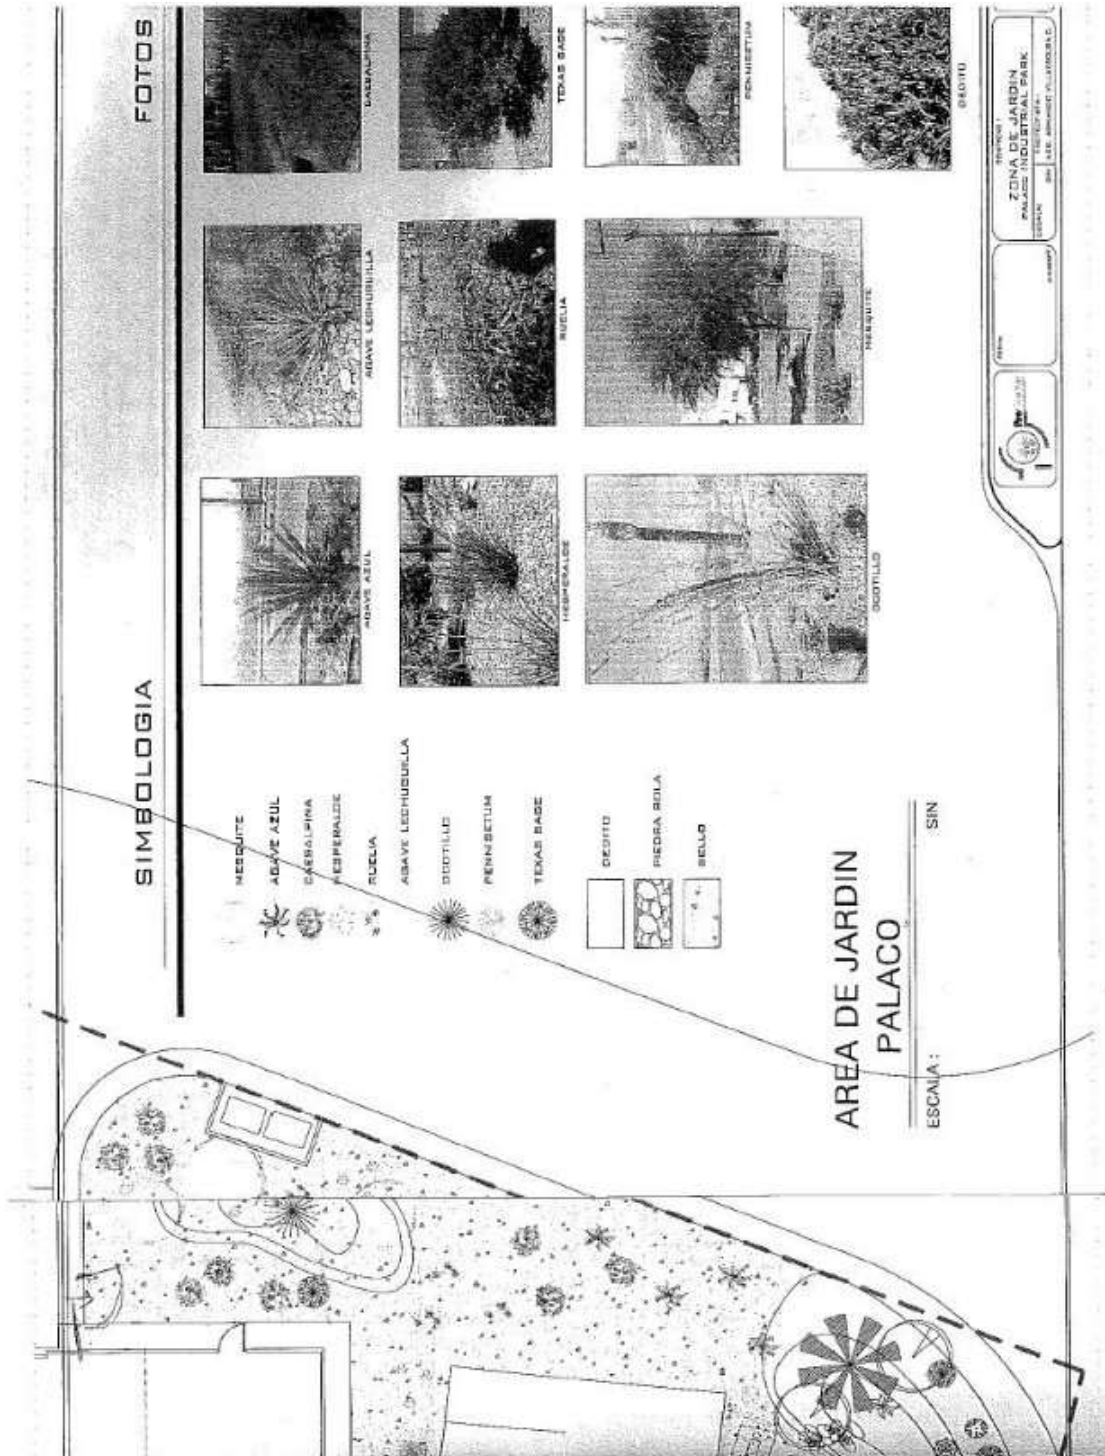 SIMBOLOGIA
FOTOS
MESQUITE
AGAVE AZUL
CAESALPINA
HESPERALOE
RUELIA
AGAVE LECHUGUILLA
OCOTILLO
PENNISETUM
TEXAS SAGE
DEDITO
PIEDRA BOLA
SELLO
AGAVE AZUL
AGAVE LECHUGUILLA
CAESALPINA
HESPERALOE
RUELIA
TEXAS SAGE
OCOTILLO
MESQUITE
PENNISETUM
DEDITO
AREA DE JARDIN
PALACO
ESCALA : SIN
ZONA DE JARDIN
PALACO INDUSTRIAL PARK